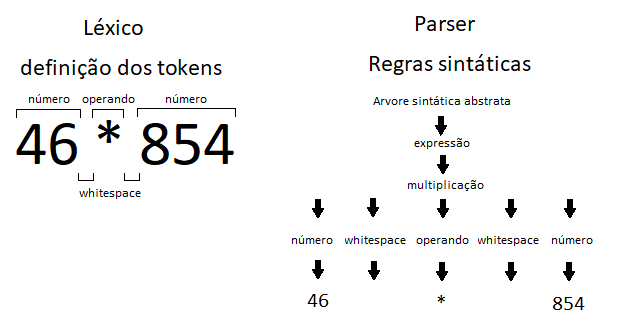 Léxico
definição dos tokens
número operando número
46 * 854
whitespace
Parser
Regras sintáticas
Arvore sintática abstrata
expressão
multiplicação
número whitespace operando whitespace número
46 * 854